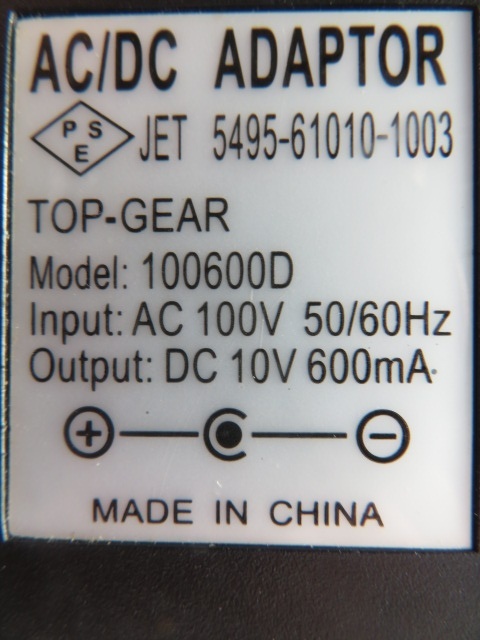 AC/DC ADAPTOR
PSE JET 5495-61010-1003
TOP-GEAR
Model: 100600D
Input: AC 100V 50/60Hz
Output: DC 10V 600mA
+ −
MADE IN CHINA